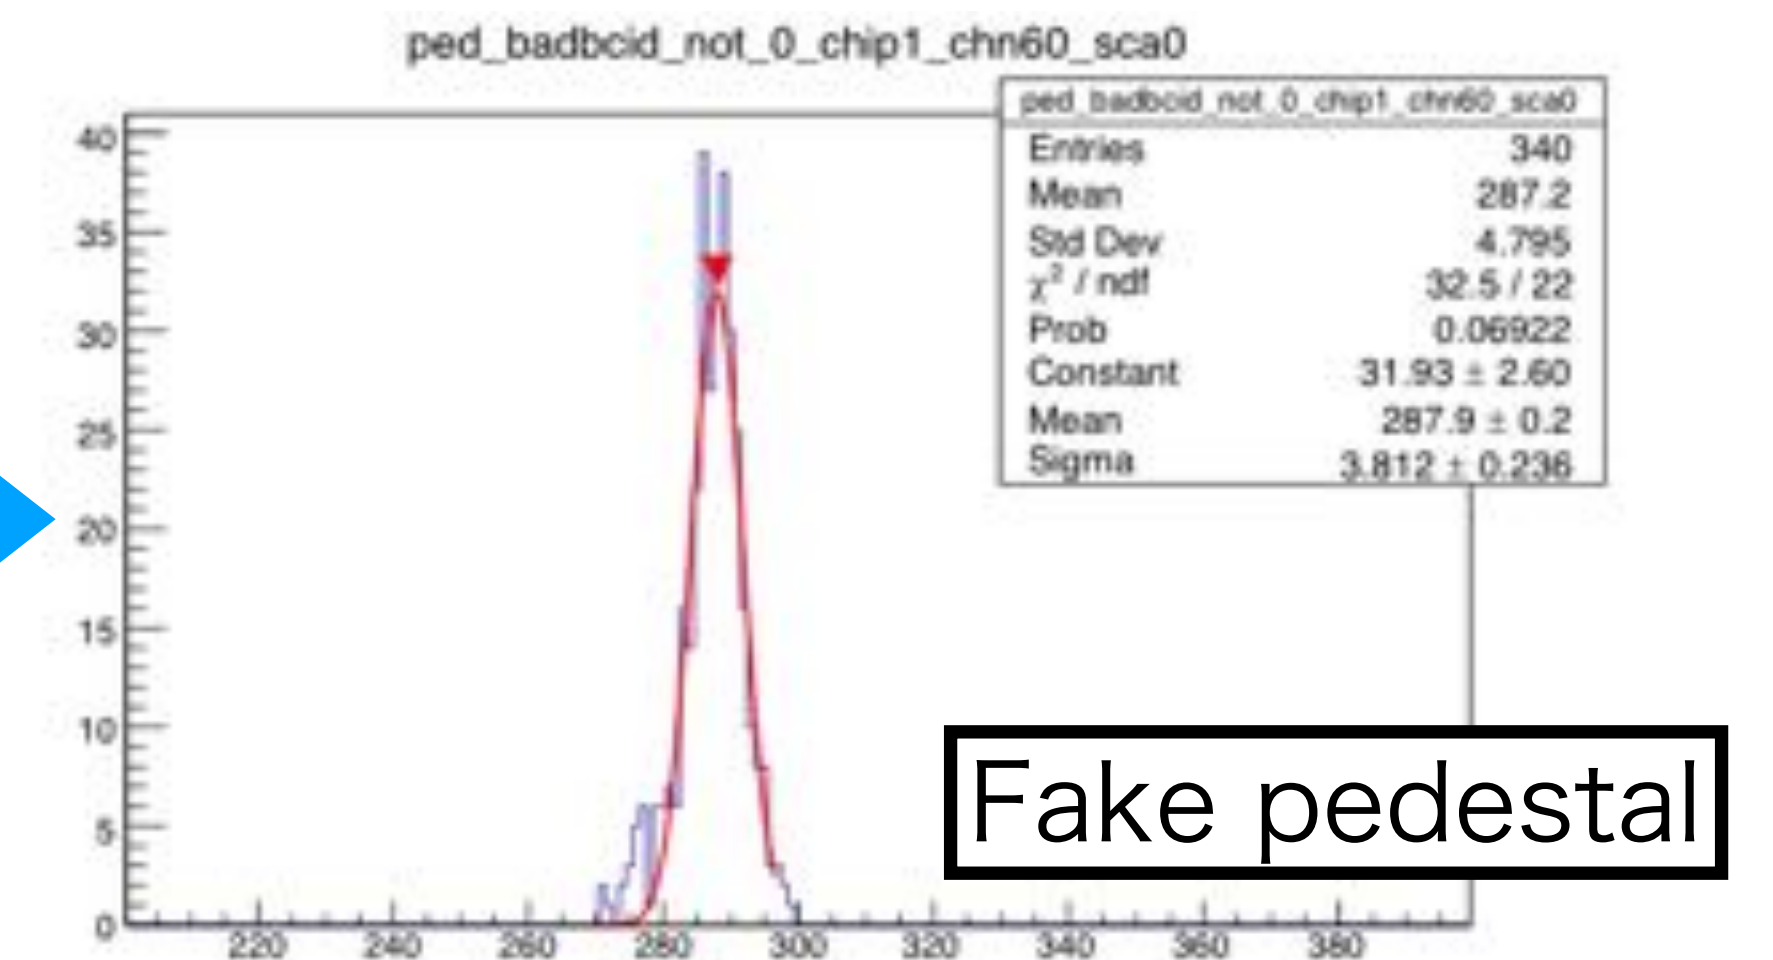 ped_badbcid_not_0_chip1_chn60_sca0
ped_badbcid_not_0_chip1_chn60_sca0
Entries 340
Mean 287.2
Std Dev 4.795
χ² / ndf 32.5 / 22
Prob 0.06922
Constant 31.93 ± 2.60
Mean 287.9 ± 0.2
Sigma 3.812 ± 0.236
40
35
30
25
20
15
10
5
0
Fake pedestal
220 240 260 280 300 320 340 360 380